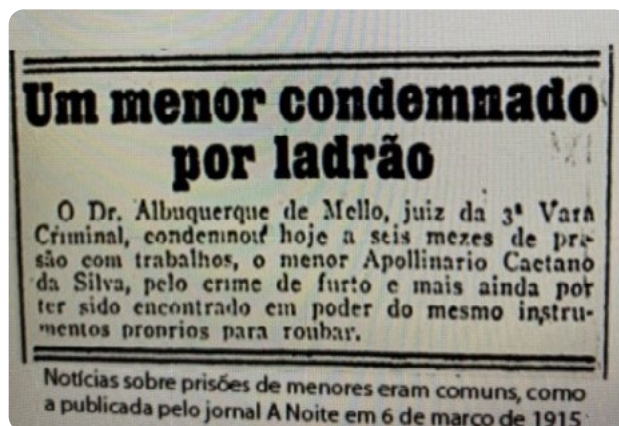 Um menor condemnado
por ladrão
O Dr. Albuquerque de Mello, juiz da 3ª Vara
Criminal, condemnou hoje a seis mezes de pri-
são com trabalhos, o menor Apollinario Caetano
da Silva, pelo crime de furto e mais ainda por
ter sido encontrado em poder do mesmo instru-
mentos proprios para roubar.
Notícias sobre prisões de menores eram comuns, como
a publicada pelo jornal A Noite em 6 de março de 1915